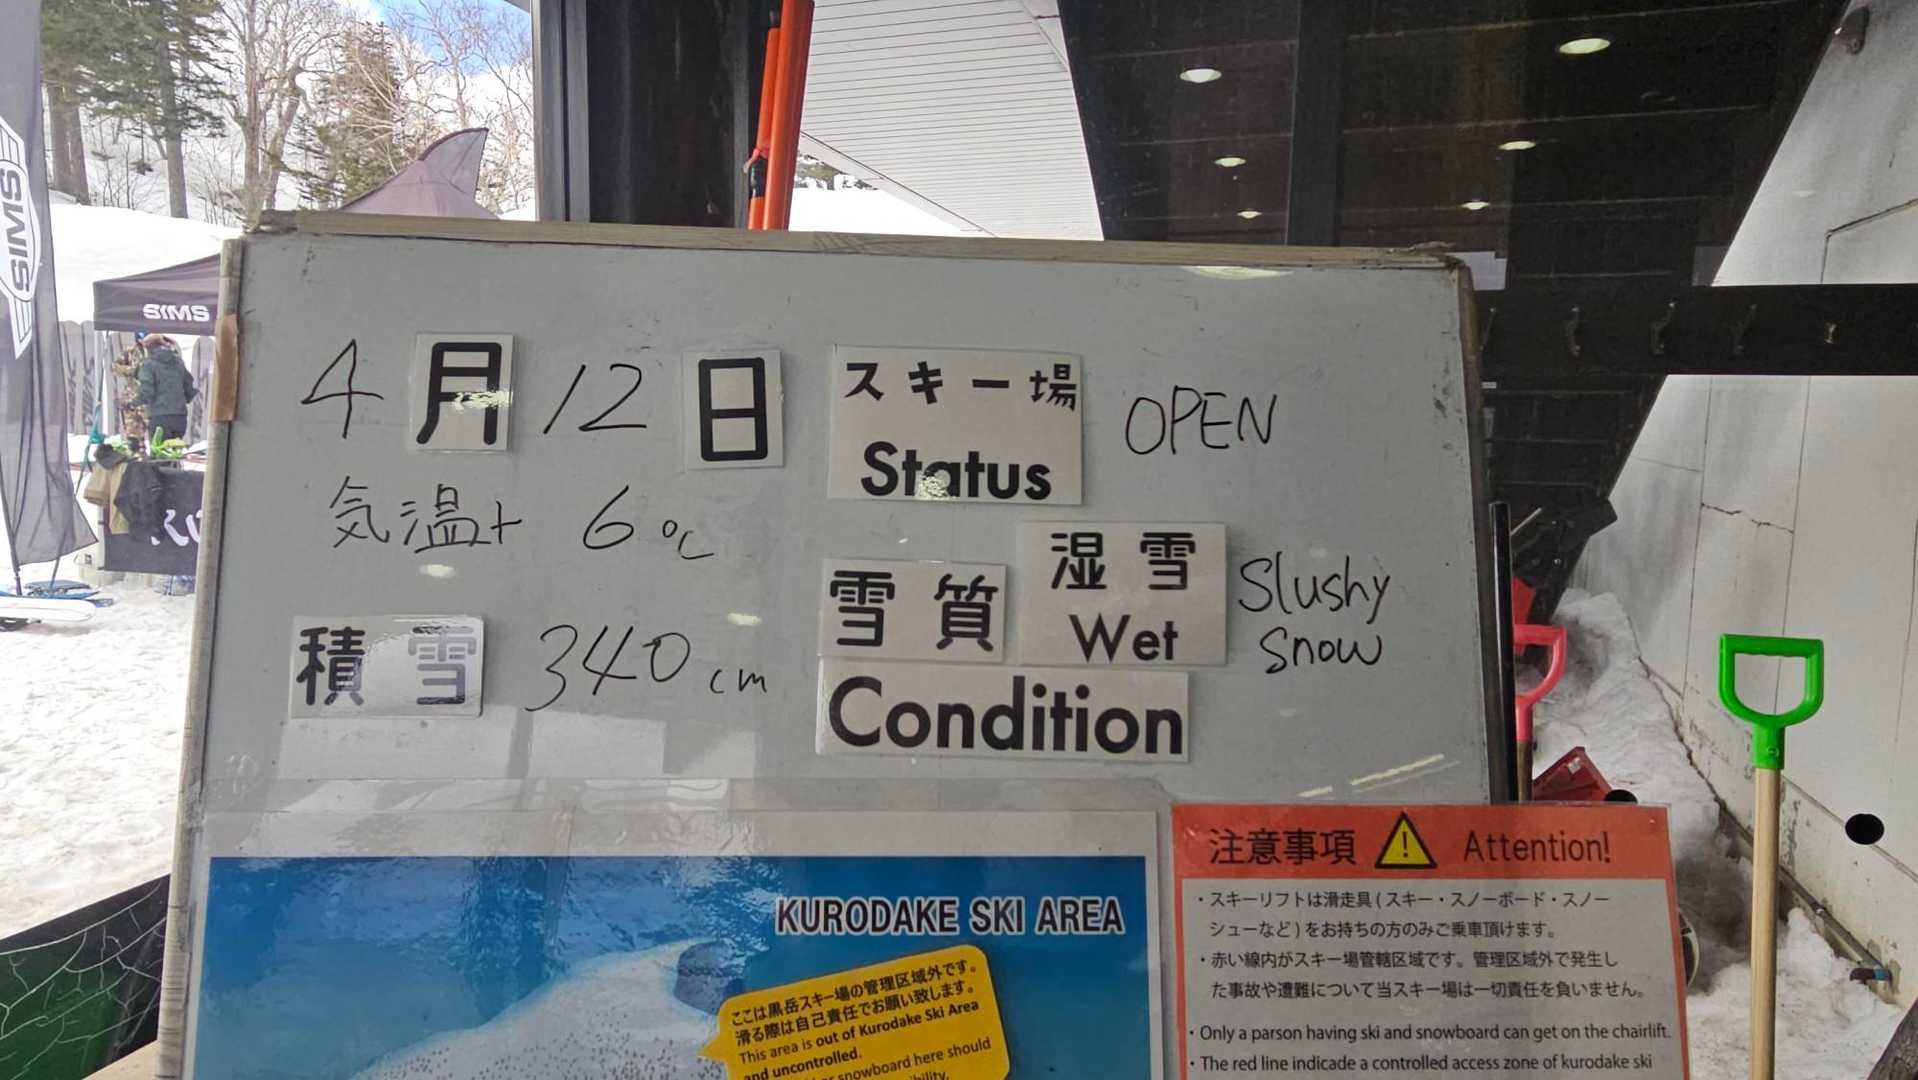 SIMS
SIMS
4月12日
スキー場
Status
OPEN
気温+ 6℃
雪質
Condition
湿雪
Wet
Slushy
snow
積雪 340cm
KURODAKE SKI AREA
ここは黒岳スキー場の管理区域外です。
滑る際は自己責任でお願い致します。
This area is out of Kurodake Ski Area
and uncontrolled.
snowboard here should
注意事項 ! Attention!
・スキーリフトは滑走具(スキー・スノーボード・スノー
シューなど)をお持ちの方のみご乗車頂けます。
・赤い線内がスキー場管轄区域です。管理区域外で発生し
た事故や遭難について当スキー場は一切責任を負いません。
・Only a parson having ski and snowboard can get on the chairlift.
・The red line indicade a controlled access zone of kurodake ski